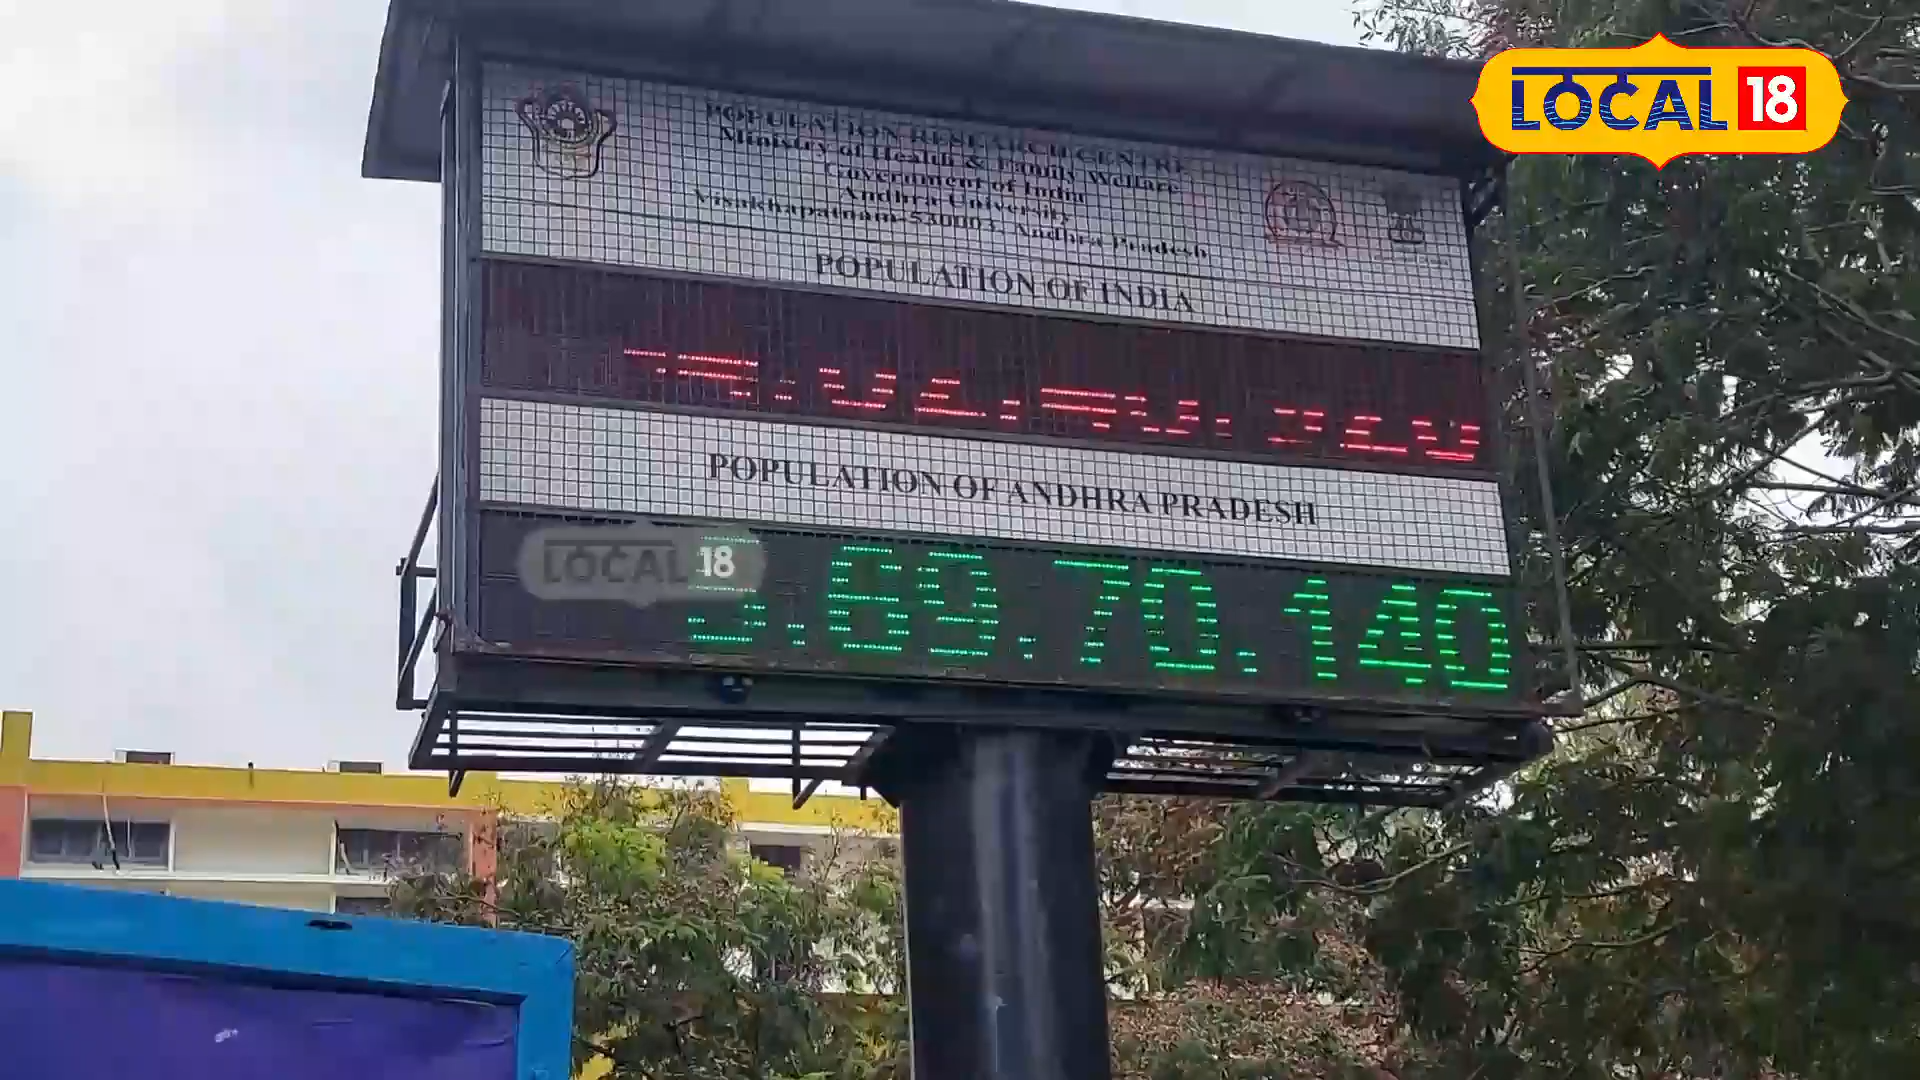 LOCAL 18
POPULATION RESEARCH CENTRE
Ministry of Health & Family Welfare
Government of India
Andhra University
Visakhapatnam-530003, Andhra Pradesh
POPULATION OF INDIA
POPULATION OF ANDHRA PRADESH
LOCAL 18
5.69.70.140